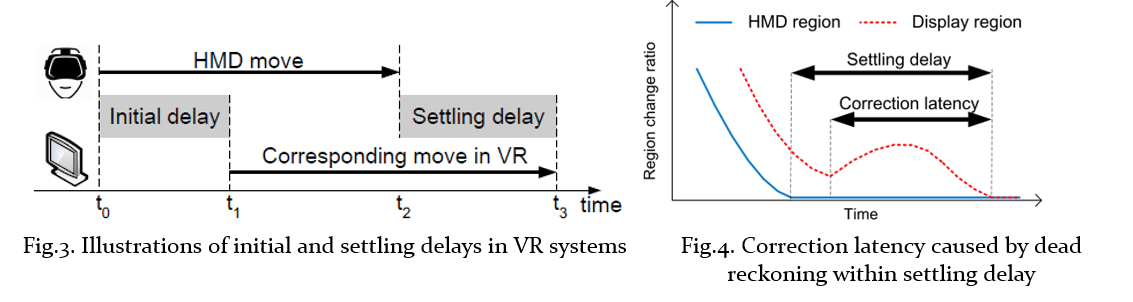 HMD move
Initial delay
Settling delay
Corresponding move in VR
t0
t1
t2
t3
time
Fig.3. Illustrations of initial and settling delays in VR systems
HMD region
Display region
Settling delay
Correction latency
Region change ratio
Time
Fig.4. Correction latency caused by dead
reckoning within settling delay